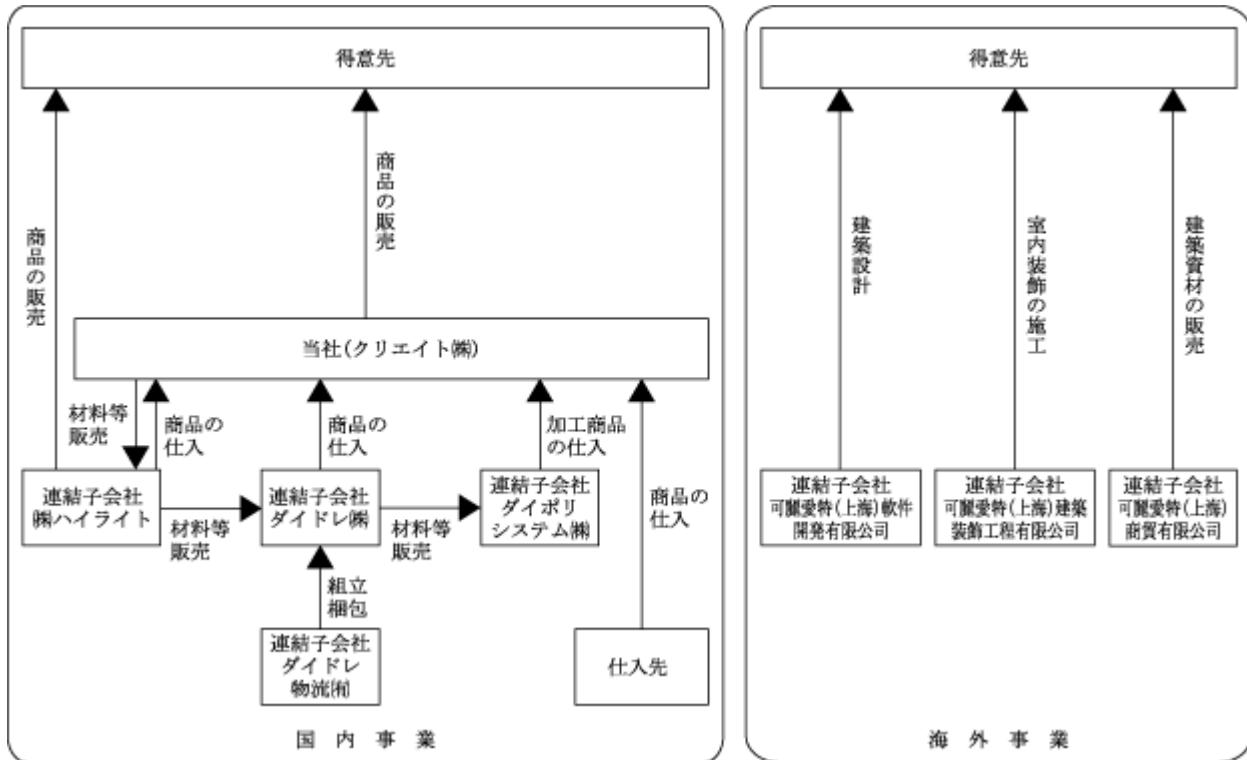 得意先
商品の販売
商品の販売
当社(クリエイト㈱)
材料等
販売
商品の
仕入
商品の
仕入
加工商品
の仕入
商品の
仕入
連結子会社
㈱ハイライト
材料等
販売
連結子会社
ダイドレ㈱
材料等
販売
連結子会社
ダイポリ
システム㈱
組立
梱包
連結子会社
ダイドレ
物流㈲
仕入先
国内事業
得意先
建築設計
室内装飾の施工
建築資材の販売
連結子会社
可麗愛特(上海)軟件
開発有限公司
連結子会社
可麗愛特(上海)建築
装飾工程有限公司
連結子会社
可麗愛特(上海)
商貿有限公司
海外事業